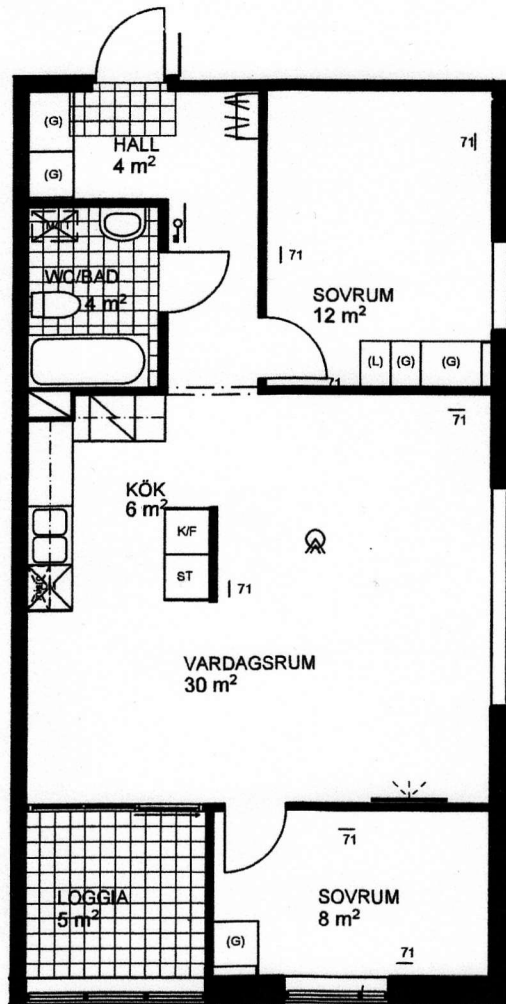 (G)
HALL
4 m²
(G)
71
WC/BAD
4 m²
71
SOVRUM
12 m²
(L) (G) (G)
71
71
KÖK
6 m²
K/F
ST
71
VARDAGSRUM
30 m²
71
LOGGIA
5 m²
SOVRUM
8 m²
(G)
71